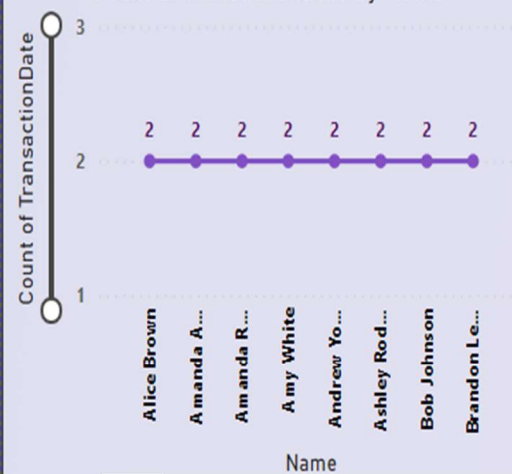 3
Count of TransactionDate
2 2 2 2 2 2 2 2
2
1
Alice Brown
Amanda A...
Amanda R...
Amy White
Andrew Yo...
Ashley Rod...
Bob Johnson
Brandon Le...
Name